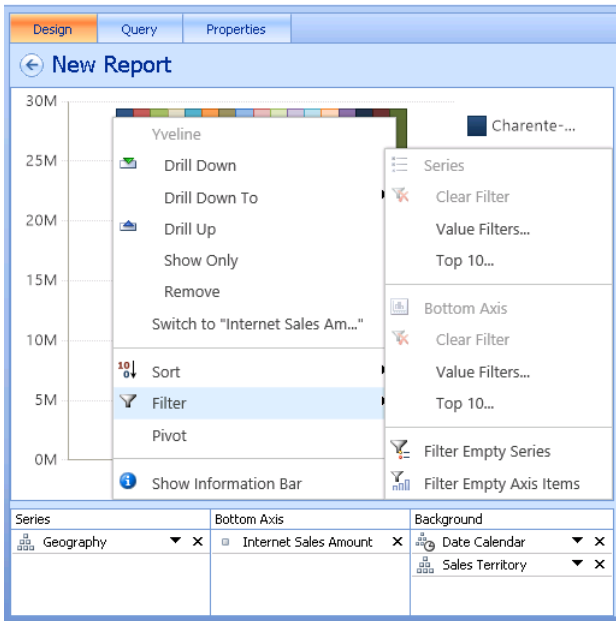 Design Query Properties
New Report
30M
25M
20M
15M
10M
5M
0M
Charente-...
Yveline
Drill Down
Drill Down To
Drill Up
Show Only
Remove
Switch to "Internet Sales Am..."
Sort
Filter
Pivot
Show Information Bar
Series
Clear Filter
Value Filters...
Top 10...
Bottom Axis
Clear Filter
Value Filters...
Top 10...
Filter Empty Series
Filter Empty Axis Items
Series Bottom Axis Background
Geography Internet Sales Amount Date Calendar
Sales Territory